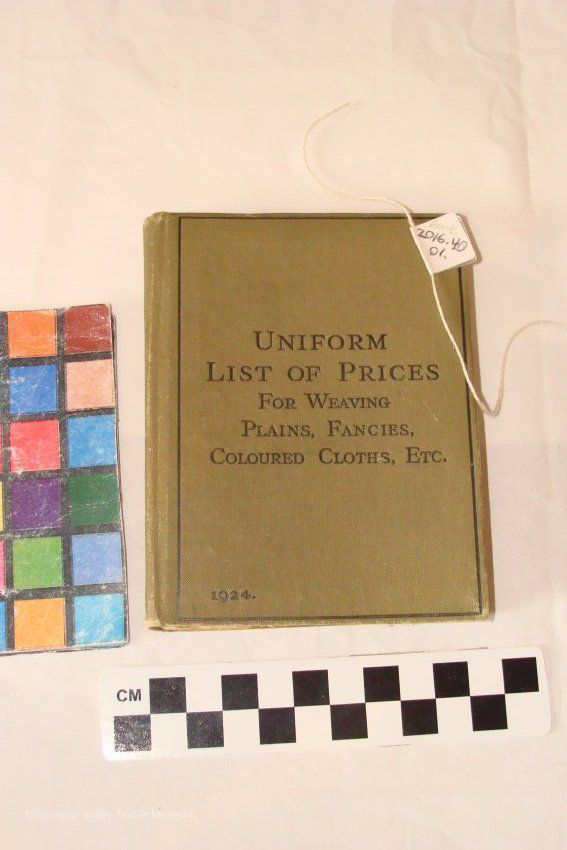 2016.40
01.
UNIFORM
LIST OF PRICES
FOR WEAVING
PLAINS, FANCIES,
COLOURED CLOTHS, ETC.
1924.
CM
Mississippi Valley Textile Museum